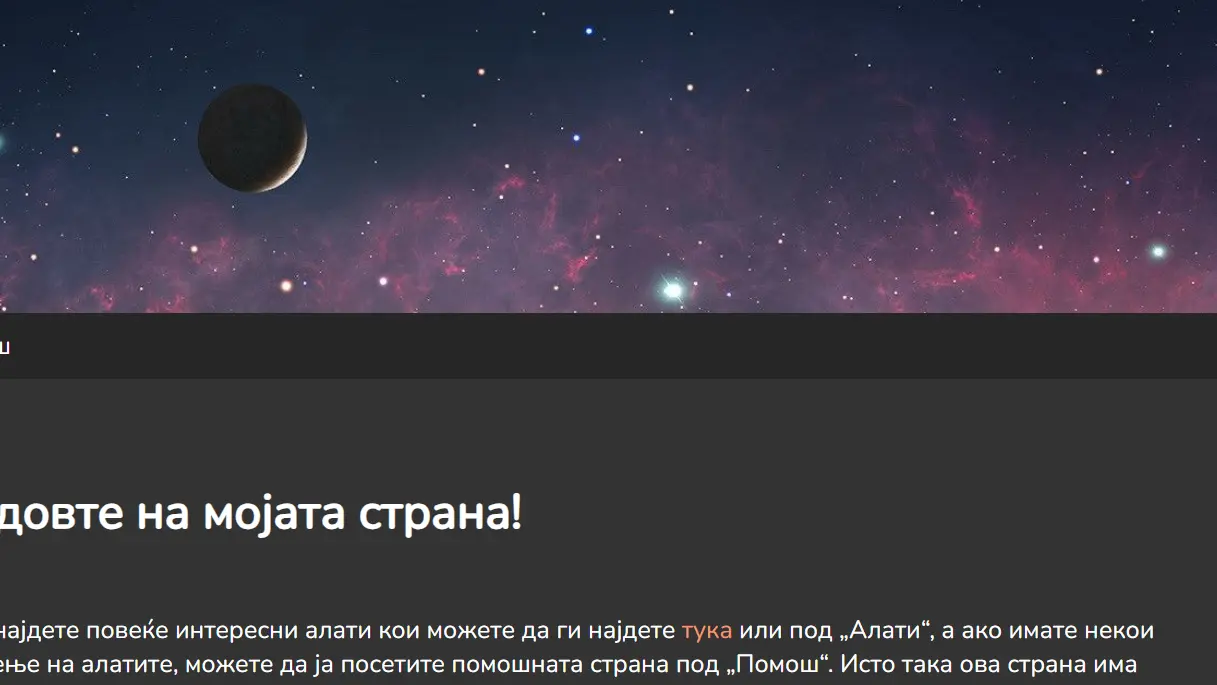 ш
довте на мојата страна!
најдете повеќе интересни алати кои можете да ги најдете тука или под „Алати“, а ако имате некои
ење на алатите, можете да ја посетите помошната страна под „Помош“. Исто така ова страна има